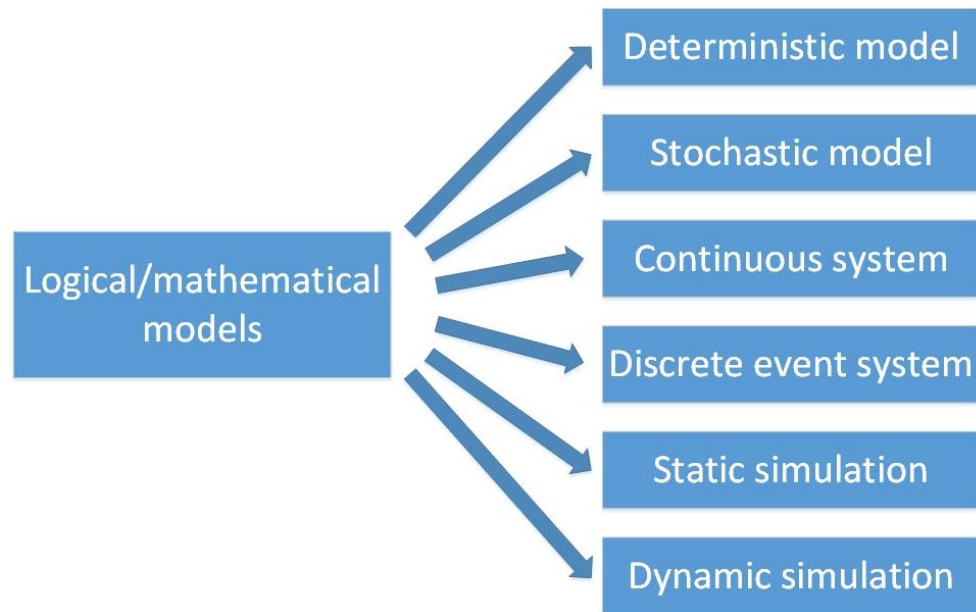 Logical/mathematical
models
Deterministic model
Stochastic model
Continuous system
Discrete event system
Static simulation
Dynamic simulation